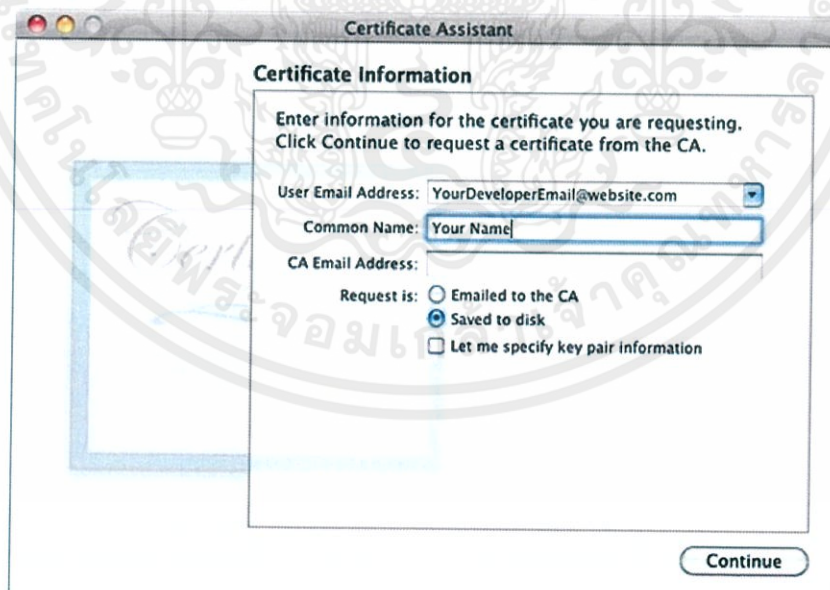 Certificate Assistant
Certificate Information
Enter information for the certificate you are requesting.
Click Continue to request a certificate from the CA.
User Email Address: YourDeveloperEmail@website.com
Common Name: Your Name
CA Email Address:
Request is: Emailed to the CA
Saved to disk
Let me specify key pair information
Continue